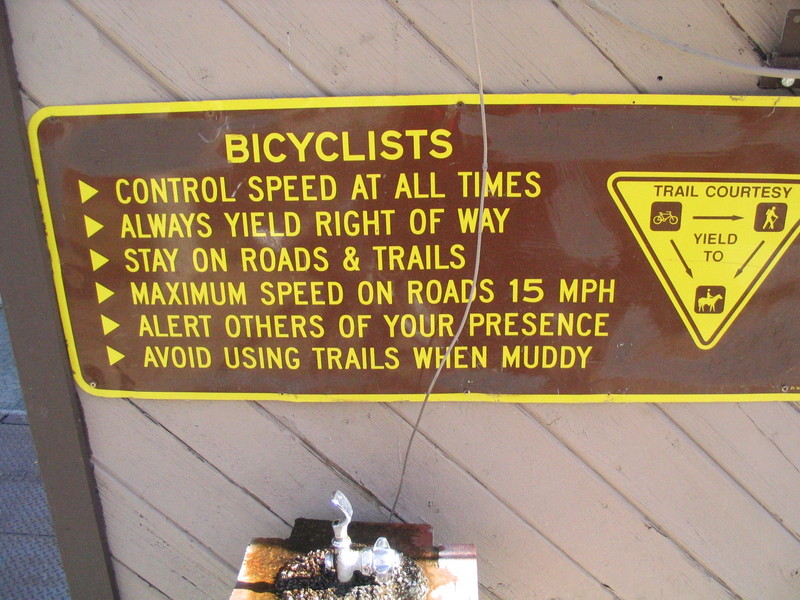 BICYCLISTS
CONTROL SPEED AT ALL TIMES
ALWAYS YIELD RIGHT OF WAY
STAY ON ROADS & TRAILS
MAXIMUM SPEED ON ROADS 15 MPH
ALERT OTHERS OF YOUR PRESENCE
AVOID USING TRAILS WHEN MUDDY
TRAIL COURTESY
YIELD
TO